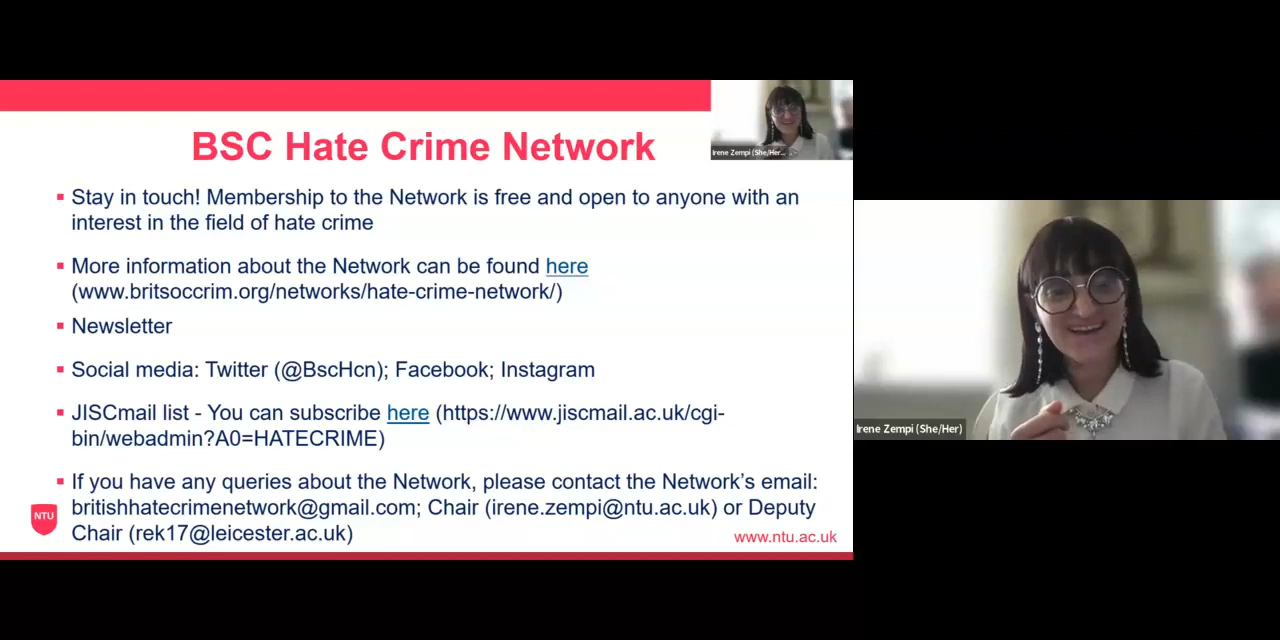 BSC Hate Crime Network
Irene Zempi (She/Her...
▪ Stay in touch! Membership to the Network is free and open to anyone with an
interest in the field of hate crime
▪ More information about the Network can be found here
(www.britsoccrim.org/networks/hate-crime-network/)
▪ Newsletter
▪ Social media: Twitter (@BscHcn); Facebook; Instagram
▪ JISCmail list - You can subscribe here (https://www.jiscmail.ac.uk/cgi-
bin/webadmin?A0=HATECRIME)
▪ If you have any queries about the Network, please contact the Network’s email:
britishhatecrimenetwork@gmail.com; Chair (irene.zempi@ntu.ac.uk) or Deputy
Chair (rek17@leicester.ac.uk)
NTU
www.ntu.ac.uk
Irene Zempi (She/Her)